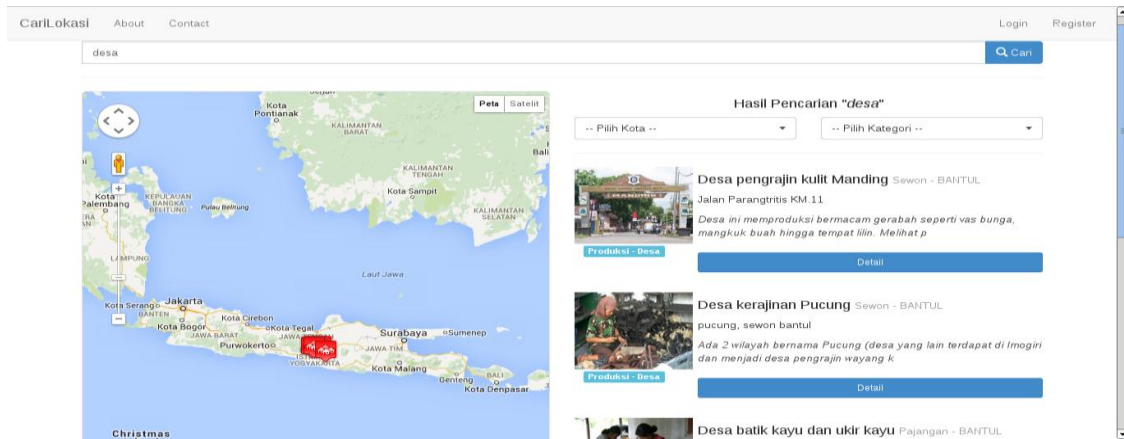 CariLokasi About Contact Login Register
desa Cari
Hasil Pencarian "desa"
-- Pilih Kota -- -- Pilih Kategori --
Peta Satelit
Kota
Pontianak
KALIMANTAN
BARAT
Bali
KALIMANTAN
TENGAH
Kota Sampit
KALIMANTAN
SELATAN
Kota
Palembang
KEPULAUAN
BANGKA
BELITUNG
Pulau Belitung
LAMPUNG
Laut Jawa
Kota Serang
Jakarta
BANTEN
Kota Bogor
Kota Cirebon
JAWA BARAT
Kota Tegal
Purwokerto
YOGYAKARTA
Surabaya
Sumenep
JAWA TIM
Kota Malang
BALI
Genteng
Kota Denpasar
Christmas
Desa pengrajin kulit Manding Sewon - BANTUL
Jalan Parangtritis KM.11
Desa ini memproduksi bermacam gerabah seperti vas bunga,
mangkuk buah hingga tempat lilin. Melihat p
Produksi - Desa
Detail
Desa kerajinan Pucung Sewon - BANTUL
pucung, sewon bantul
Ada 2 wilayah bernama Pucung (desa yang lain terdapat di Imogiri
dan menjadi desa pengrajin wayang k
Produksi - Desa
Detail
Desa batik kayu dan ukir kayu Pajangan - BANTUL